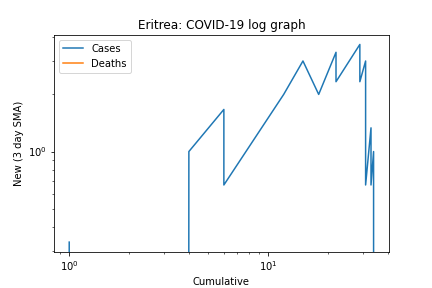 Eritrea: COVID-19 log graph
Cases
Deaths
New (3 day SMA)
10⁰
10⁰ 10¹
Cumulative